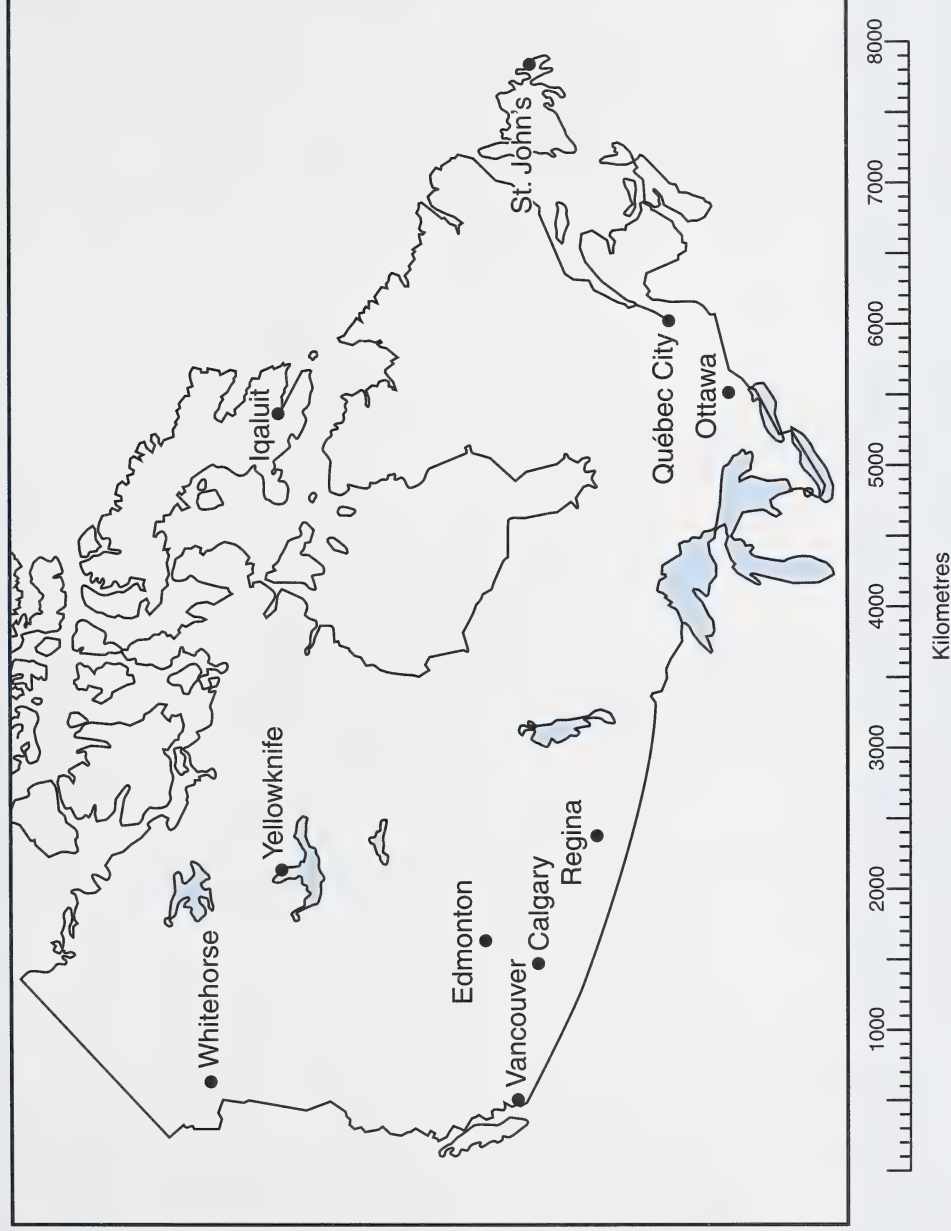 Whitehorse
Yellowknife
Iqaluit
Edmonton
Vancouver
Calgary
Regina
Québec City
Ottawa
St. John's
1000
2000
3000
4000
5000
6000
7000
8000
Kilometres